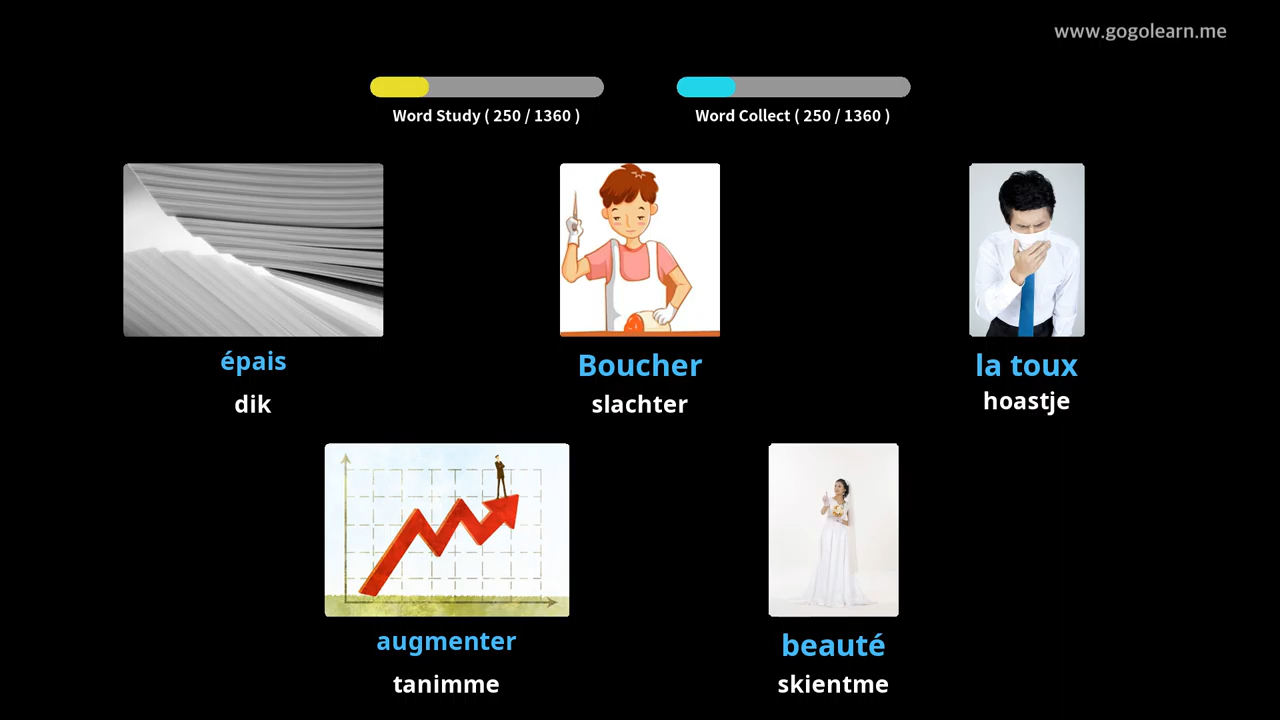 www.gogolearn.me
Word Study ( 250 / 1360 )
Word Collect ( 250 / 1360 )
épais
dik
Boucher
slachter
la toux
hoastje
augmenter
tanimme
beauté
skientme